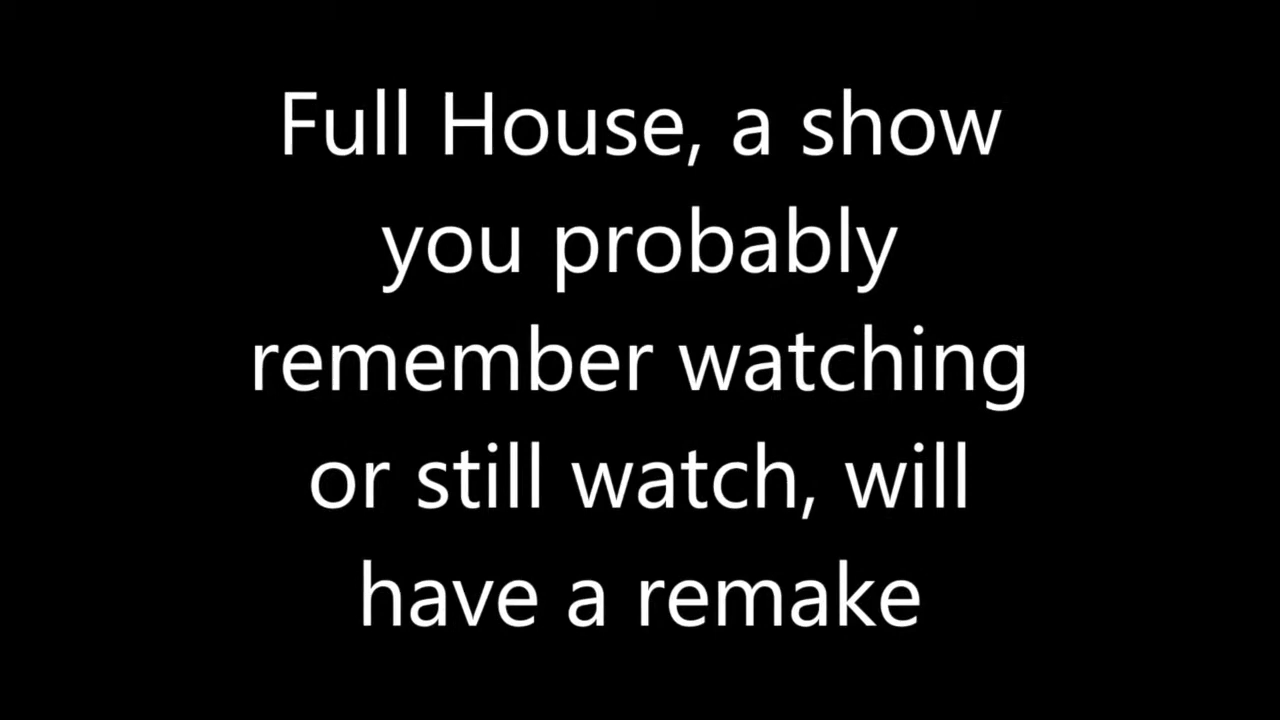 Full House, a show
you probably
remember watching
or still watch, will
have a remake